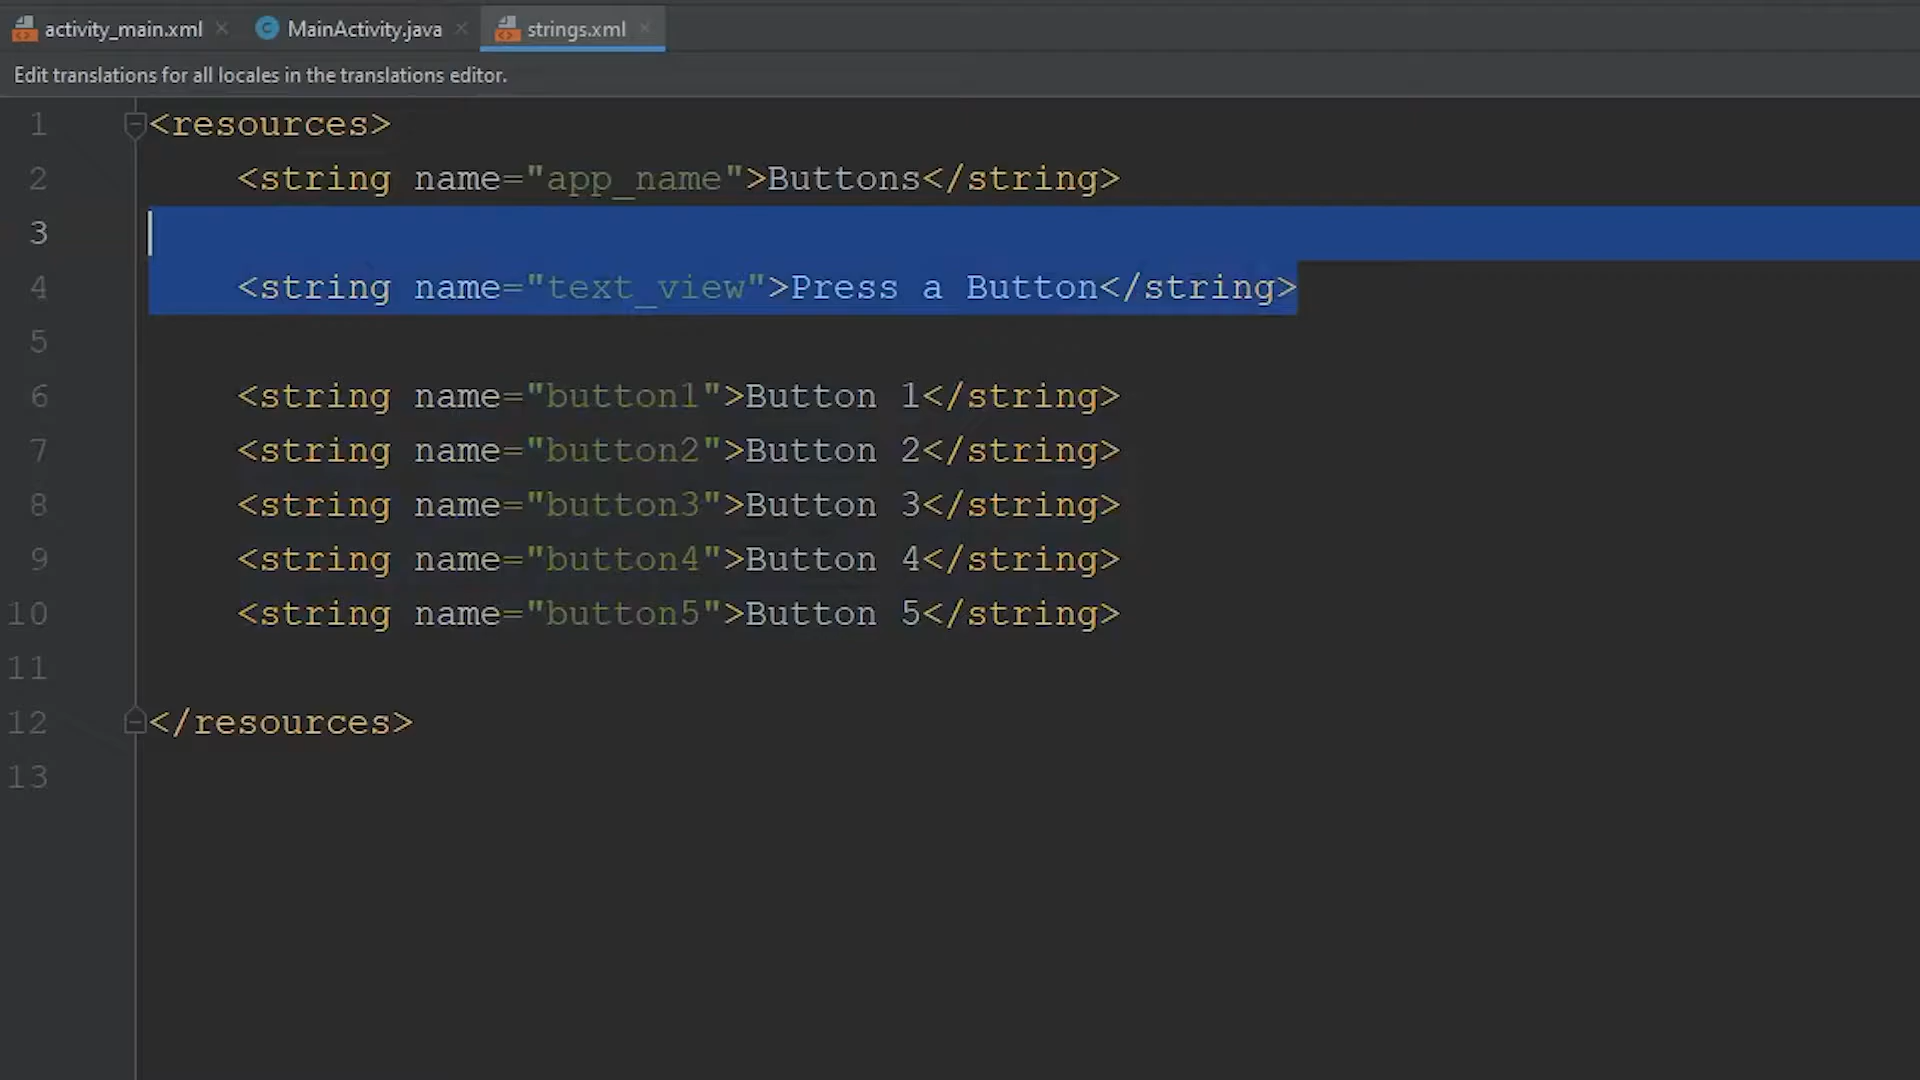 activity_main.xml MainActivity.java strings.xml
Edit translations for all locales in the translations editor.
1 <resources>
2 <string name="app_name">Buttons</string>
3
4 <string name="text_view">Press a Button</string>
5
6 <string name="button1">Button 1</string>
7 <string name="button2">Button 2</string>
8 <string name="button3">Button 3</string>
9 <string name="button4">Button 4</string>
10 <string name="button5">Button 5</string>
11
12 </resources>
13